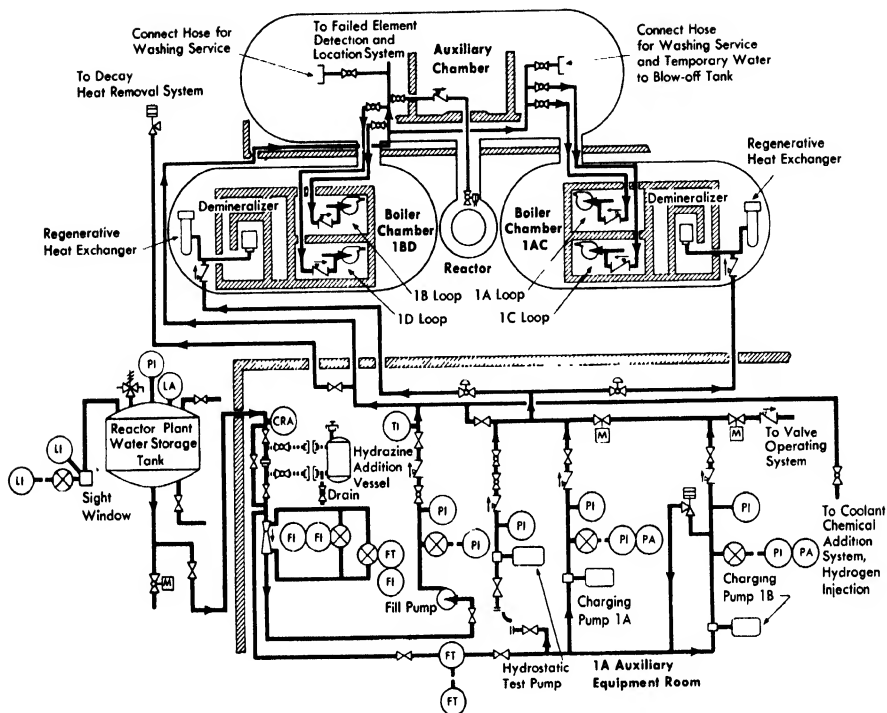 Connect Hose for
Washing Service
To Failed Element
Detection and
Location System
Auxiliary
Chamber
Connect Hose
for Washing Service
and Temporary Water
to Blow-off Tank
To Decay
Heat Removal System
Regenerative
Heat Exchanger
Demineralizer
Boiler
Chamber
1BD
Boiler
Chamber
1AC
Demineralizer
Regenerative
Heat Exchanger
Reactor
1B Loop
1A Loop
1D Loop
1C Loop
PI
LA
Reactor Plant
Water Storage
Tank
LI
LI
Sight
Window
CRA
Hydrazine
Addition
Vessel
Drain
TI
M
M
To Valve
Operating
System
To Coolant
Chemical
Addition
System,
Hydrogen
Injection
PI
PI
PI
PI
FI
FI
FT
FI
PI
PI
PA
PI
PA
M
Fill Pump
Charging
Pump 1A
Charging
Pump 1B
Hydrostatic
Test Pump
1A Auxiliary
Equipment Room
FT
FT